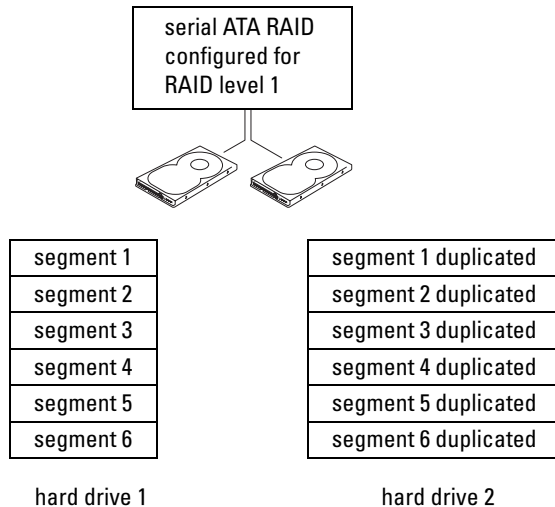 serial ATA RAID
configured for
RAID level 1
segment 1
segment 2
segment 3
segment 4
segment 5
segment 6
hard drive 1
segment 1 duplicated
segment 2 duplicated
segment 3 duplicated
segment 4 duplicated
segment 5 duplicated
segment 6 duplicated
hard drive 2